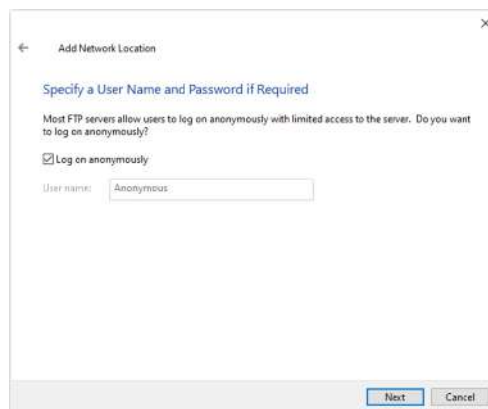 Add Network Location
Specify a User Name and Password if Required
Most FTP servers allow users to log on anonymously with limited access to the server. Do you want
to log on anonymously?
Log on anonymously
User name: Anonymous
Next Cancel